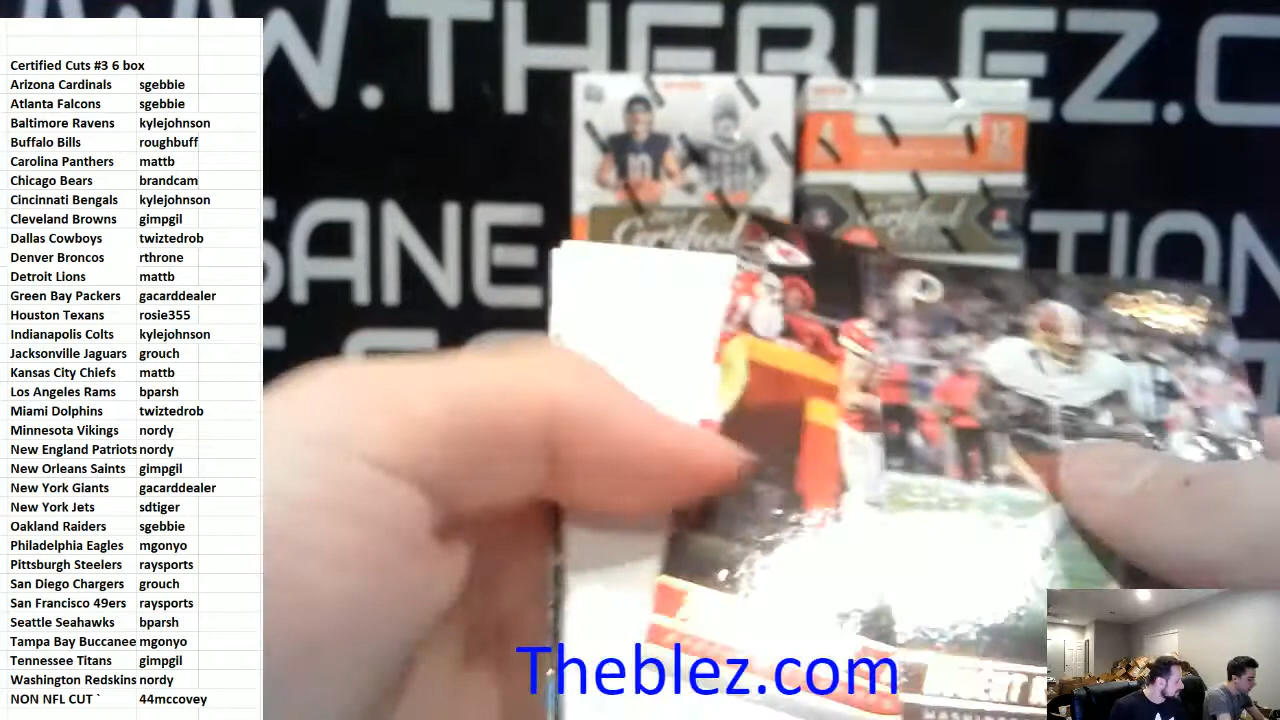 WWW.THEBLEZ.CO
SANE
TION
Certified
Certified
Certified Cuts #3 6 box
Arizona Cardinals sgebbie
Atlanta Falcons sgebbie
Baltimore Ravens kylejohnson
Buffalo Bills roughbuff
Carolina Panthers mattb
Chicago Bears brandcam
Cincinnati Bengals kylejohnson
Cleveland Browns gimpgil
Dallas Cowboys twiztedrob
Denver Broncos rthrone
Detroit Lions mattb
Green Bay Packers gacarddealer
Houston Texans rosie355
Indianapolis Colts kylejohnson
Jacksonville Jaguars grouch
Kansas City Chiefs mattb
Los Angeles Rams bparsh
Miami Dolphins twiztedrob
Minnesota Vikings nordy
New England Patriots nordy
New Orleans Saints gimpgil
New York Giants gacarddealer
New York Jets sdtiger
Oakland Raiders sgebbie
Philadelphia Eagles mgonyo
Pittsburgh Steelers raysports
San Diego Chargers grouch
San Francisco 49ers raysports
Seattle Seahawks bparsh
Tampa Bay Buccanee mgonyo
Tennessee Titans gimpgil
Washington Redskins nordy
NON NFL CUT ` 44mccovey
Theblez.com